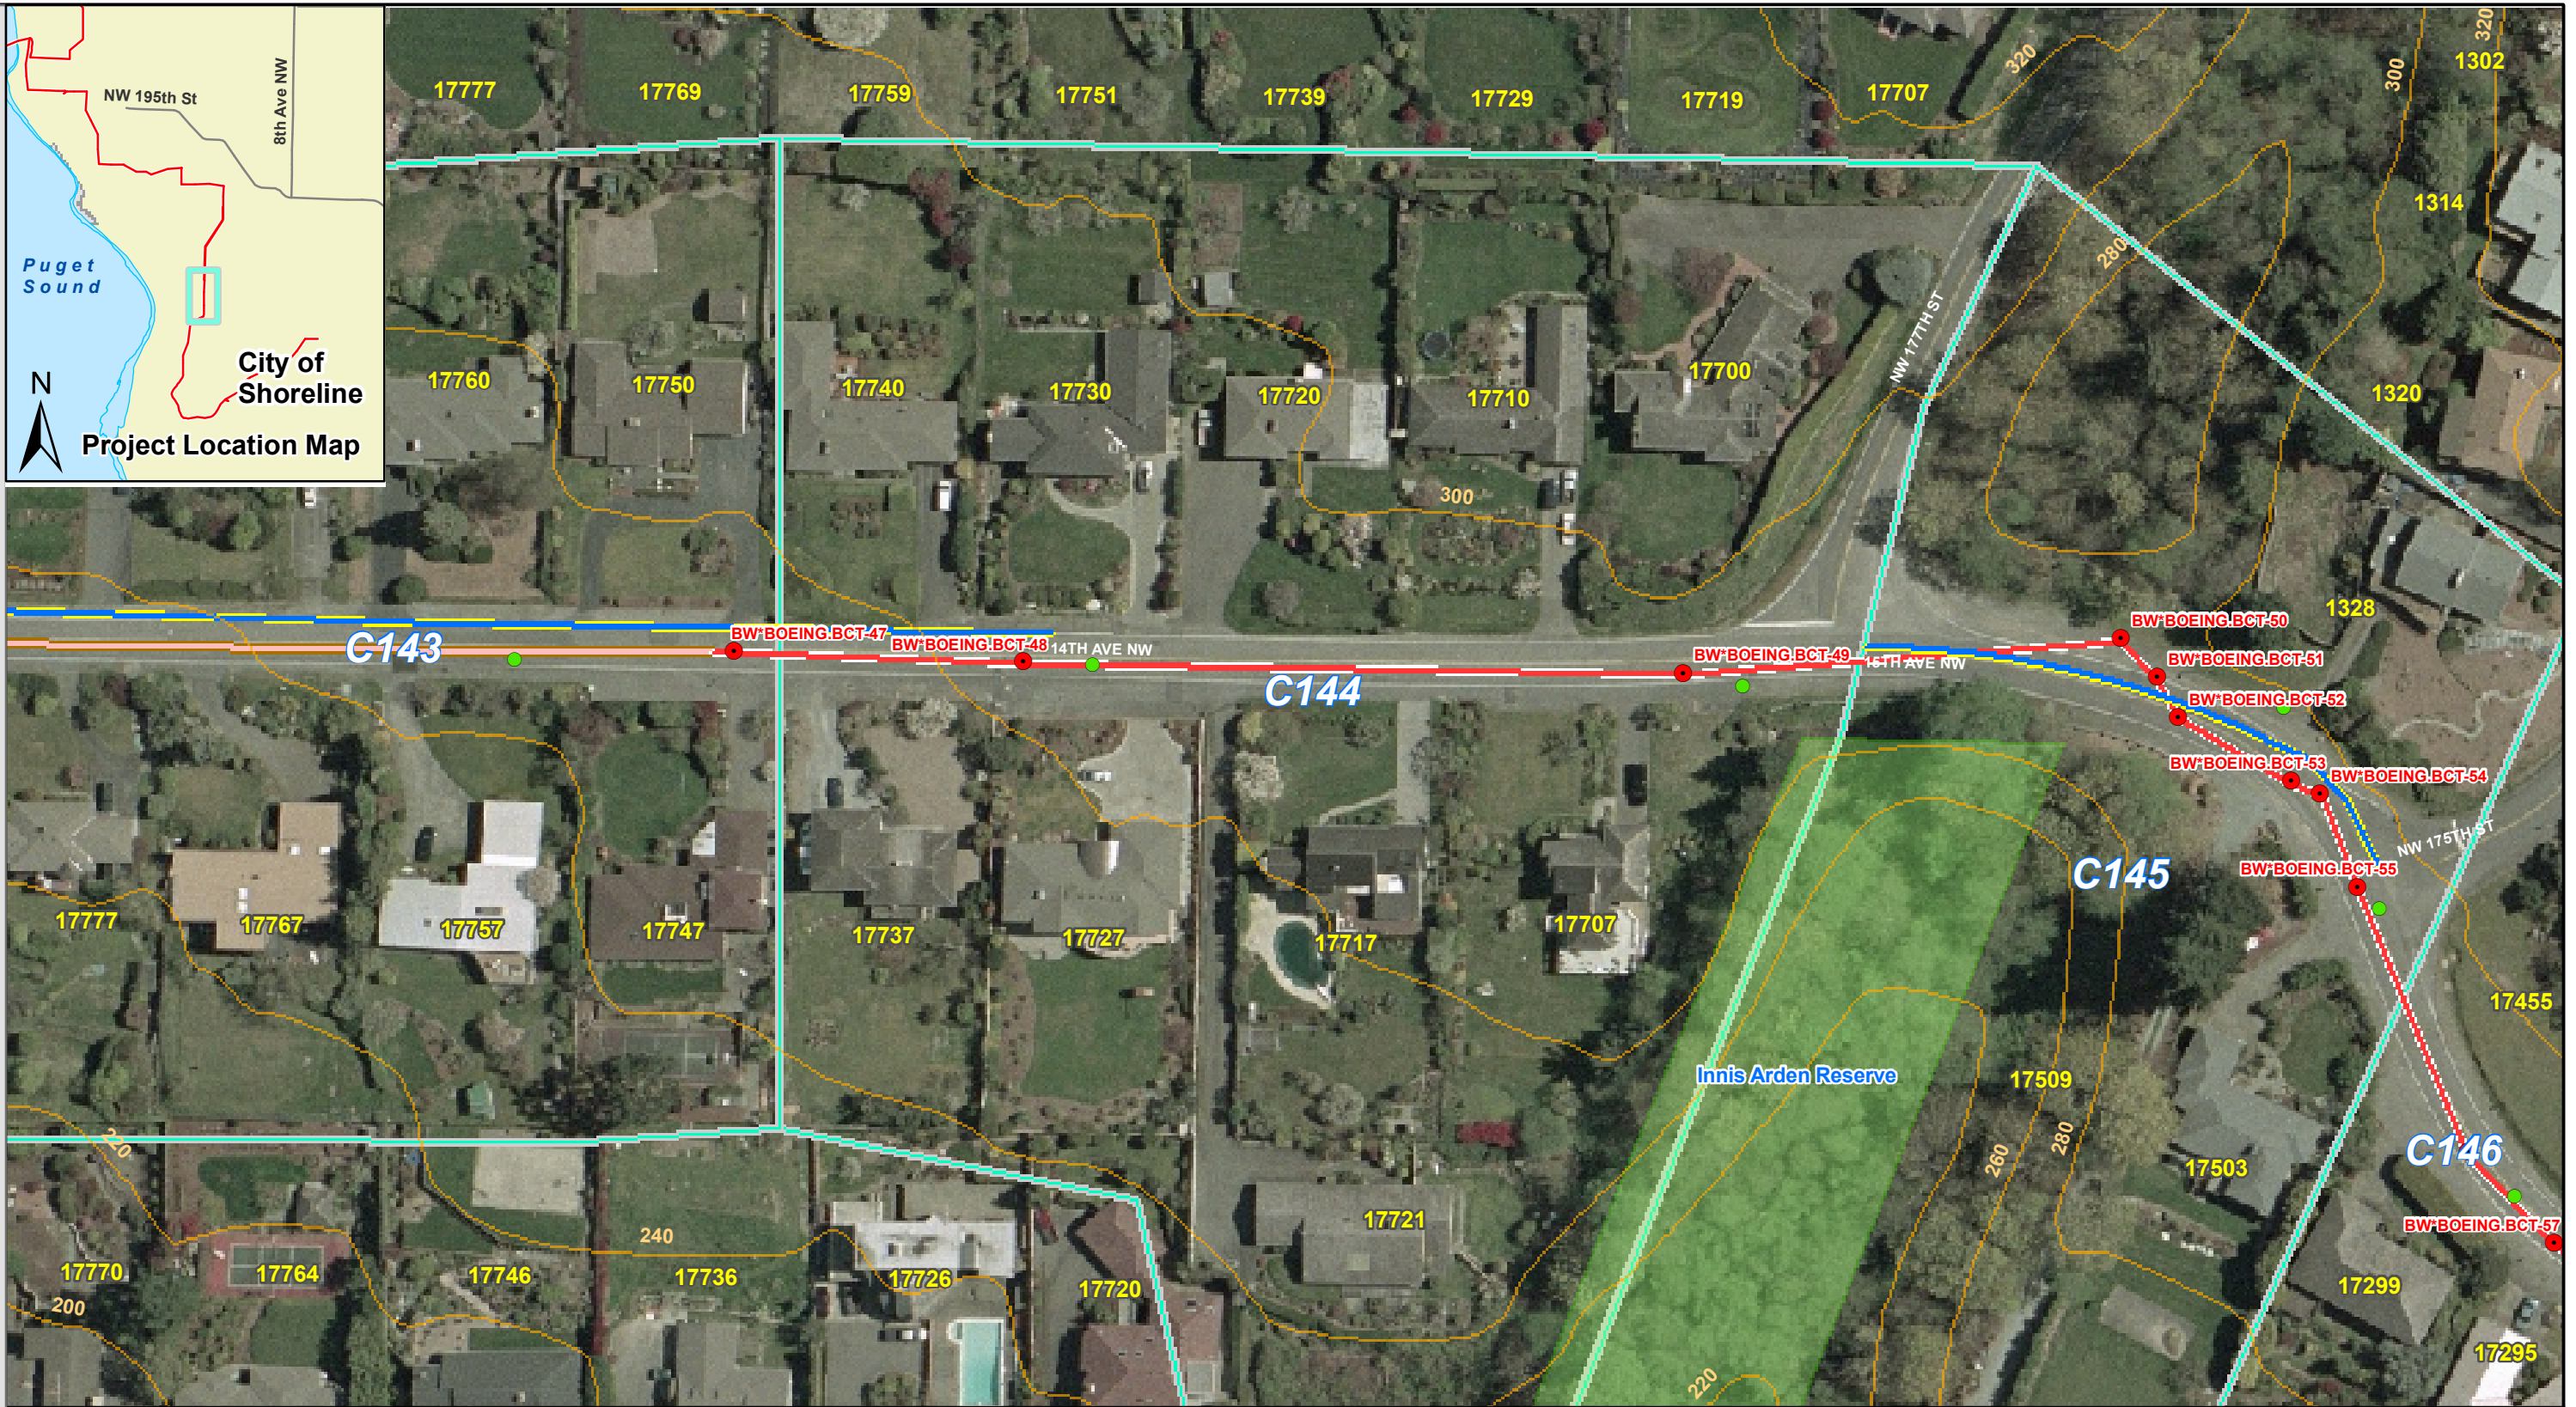 NW 195th St
8th Ave NW
Puget
Sound
City of
Shoreline
N
Project Location Map
17777
17769
17759
17751
17739
17729
17719
17707
320
300
320
1302
1314
280
NW 177TH ST
17760
17750
17740
17730
17720
17710
17700
1320
300
1328
C143
BW*BOEING.BCT-47
BW*BOEING.BCT-48
14TH AVE NW
C144
BW*BOEING.BCT-49
15TH AVE NW
BW*BOEING.BCT-50
BW*BOEING.BCT-51
BW*BOEING.BCT-52
BW*BOEING.BCT-53
BW*BOEING.BCT-54
NW 175TH ST
BW*BOEING.BCT-55
C145
17777
17767
17757
17747
17737
17727
17717
17707
17455
Innis Arden Reserve
17509
260
280
C146
17503
220
17721
BW*BOEING.BCT-57
240
17770
17764
17746
17736
17726
17720
17299
200
220
17295